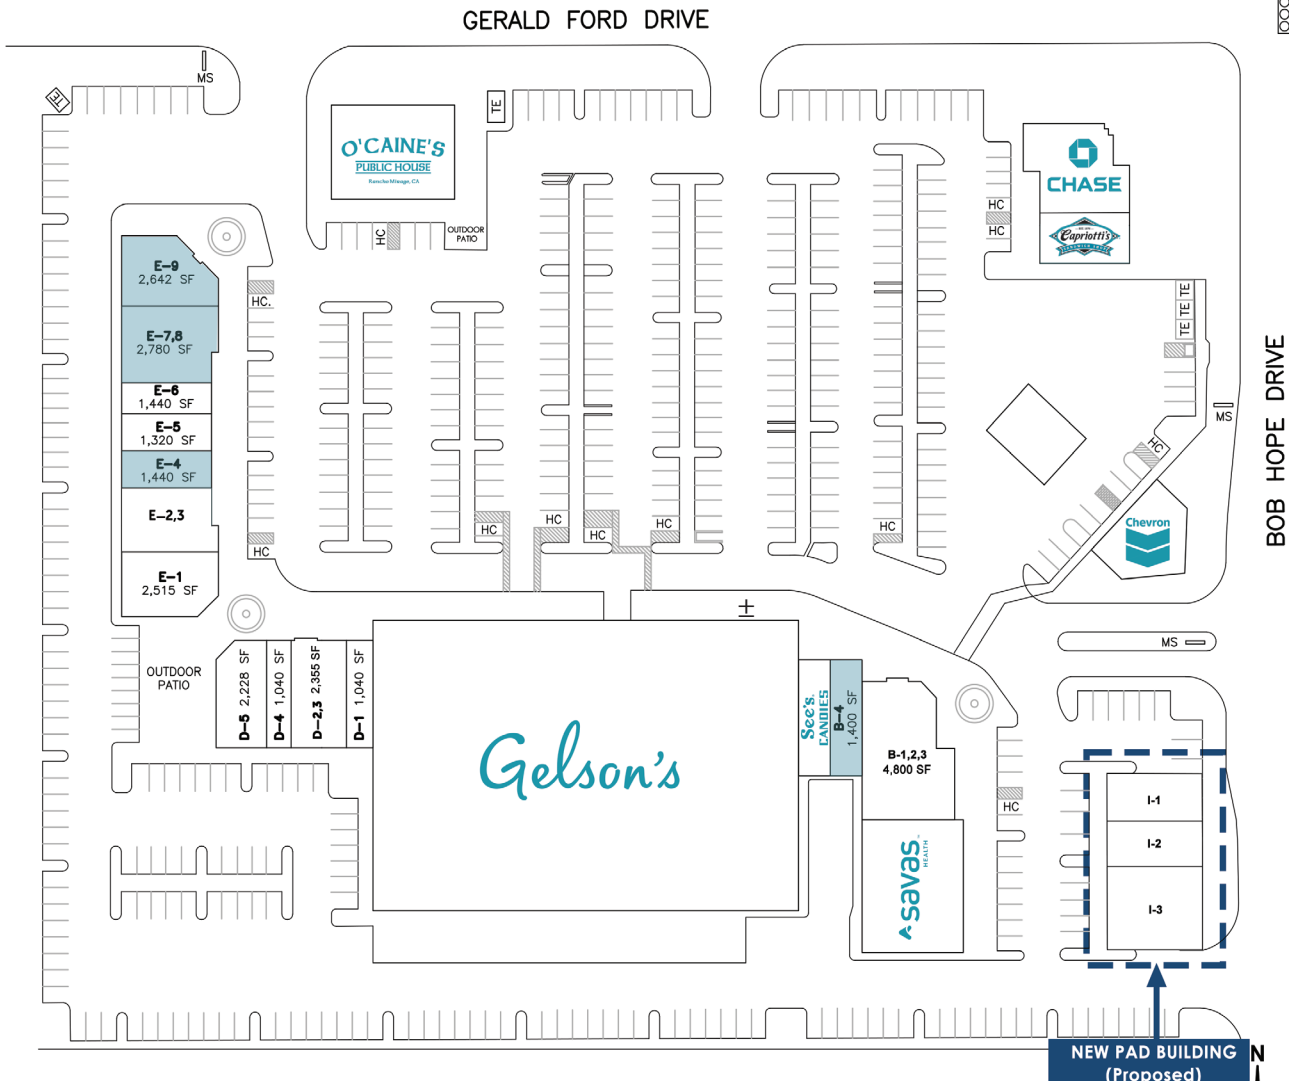 GERALD FORD DRIVE
MS
TE
TE
O'CAINE'S
PUBLIC HOUSE
Rancho Mirage, CA
HC
OUTDOOR
PATIO
CHASE
Capriotti's
HC
HC
HC
HC
HC
HC
HC
HC.
HC
TE
TE
TE
HC
MS
BOB HOPE DRIVE
Chevron
MS
E-9
2,642 SF
E-7,8
2,780 SF
E-6
1,440 SF
E-5
1,320 SF
E-4
1,440 SF
E-2,3
E-1
2,515 SF
OUTDOOR
PATIO
D-5 2,228 SF
D-4 1,040 SF
D-2,3 2,355 SF
D-1 1,040 SF
±
Gelson's
See's
CANDIES
B-4
1,400 SF
B-1,2,3
4,800 SF
savas
HEALTH
HC
I-1
I-2
I-3
NEW PAD BUILDING
(Proposed)
N